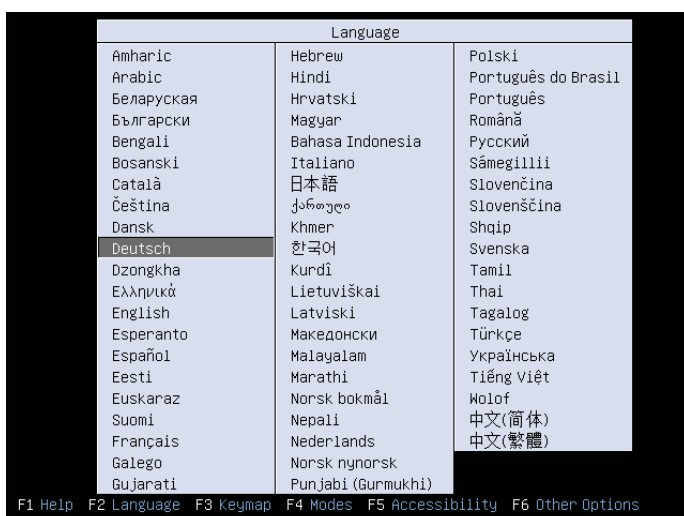 Language
Amharic
Arabic
Беларуская
Български
Bengali
Bosanski
Català
Čeština
Dansk
Deutsch
Dzongkha
Ελληνικά
English
Esperanto
Español
Eesti
Euskaraz
Suomi
Français
Galego
Gujarati
Hebrew
Hindi
Hrvatski
Magyar
Bahasa Indonesia
Italiano
日本語
ქართული
Khmer
한국어
Kurdî
Lietuviškai
Latviski
Македонски
Malayalam
Marathi
Norsk bokmål
Nepali
Nederlands
Norsk nynorsk
Punjabi (Gurmukhi)
Polski
Português do Brasil
Português
Română
Русский
Sámegillii
Slovenčina
Slovenščina
Shqip
Svenska
Tamil
Thai
Tagalog
Türkçe
Українська
Tiếng Việt
Wolof
中文(简体)
中文(繁體)
F1 Help F2 Language F3 Keymap F4 Modes F5 Accessibility F6 Other Options